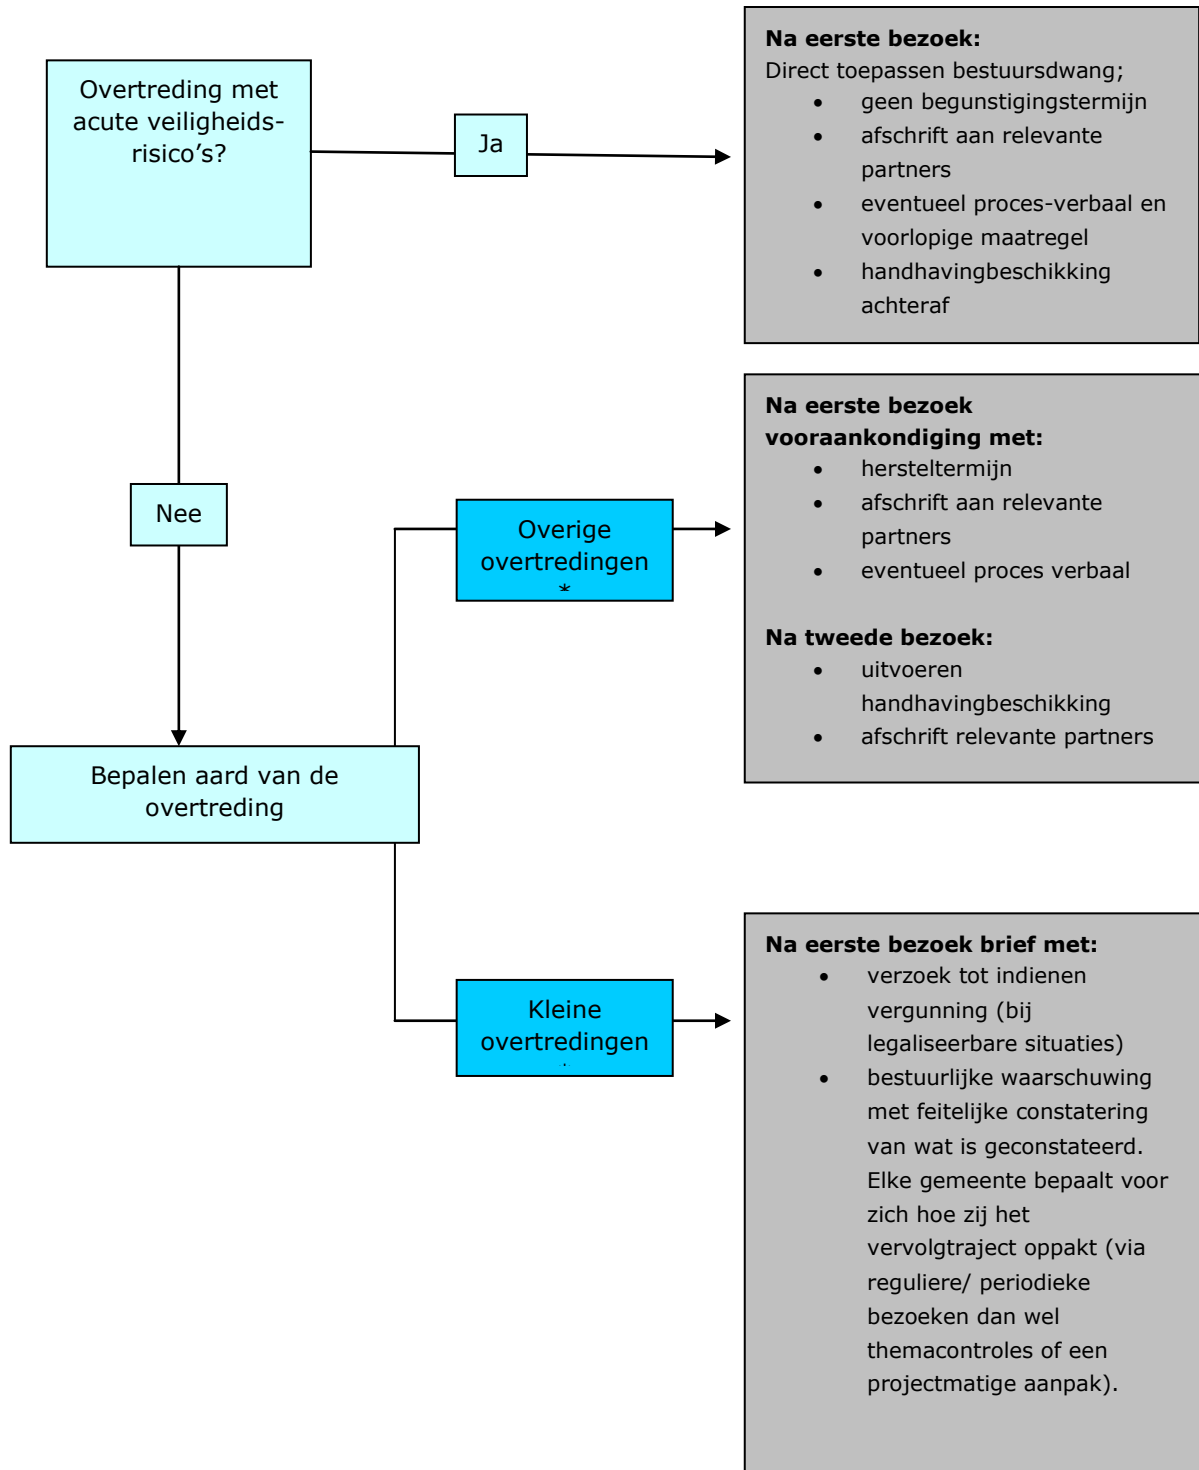 Overtreding met
acute veiligheids-
risico's?
Ja
Na eerste bezoek:
Direct toepassen bestuursdwang;
• geen begunstigingstermijn
• afschrift aan relevante
partners
• eventueel proces-verbaal en
voorlopige maatregel
• handhavingbeschikking
achteraf
Nee
Overige
overtredingen
*
Na eerste bezoek
vooraankondiging met:
• hersteltermijn
• afschrift aan relevante
partners
• eventueel proces verbaal
Na tweede bezoek:
• uitvoeren
handhavingbeschikking
• afschrift relevante partners
Bepalen aard van de
overtreding
Kleine
overtredingen
Na eerste bezoek brief met:
• verzoek tot indienen
vergunning (bij
legaliseerbare situaties)
• bestuurlijke waarschuwing
met feitelijke constatering
van wat is geconstateerd.
Elke gemeente bepaalt voor
zich hoe zij het
vervolgtraject oppakt (via
reguliere/ periodieke
bezoeken dan wel
themacontroles of een
projectmatige aanpak).